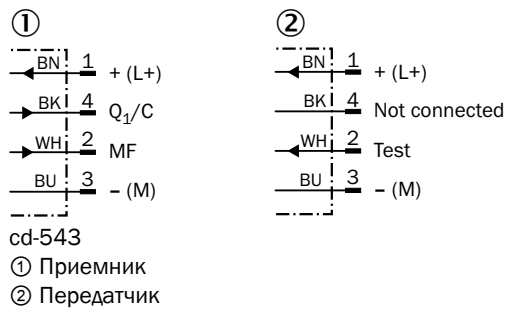 ①
BN 1 + (L+)
BK 4 Q1/C
WH 2 MF
BU 3 – (M)
②
BN 1 + (L+)
BK 4 Not connected
WH 2 Test
BU 3 – (M)
cd-543
① Приемник
② Передатчик